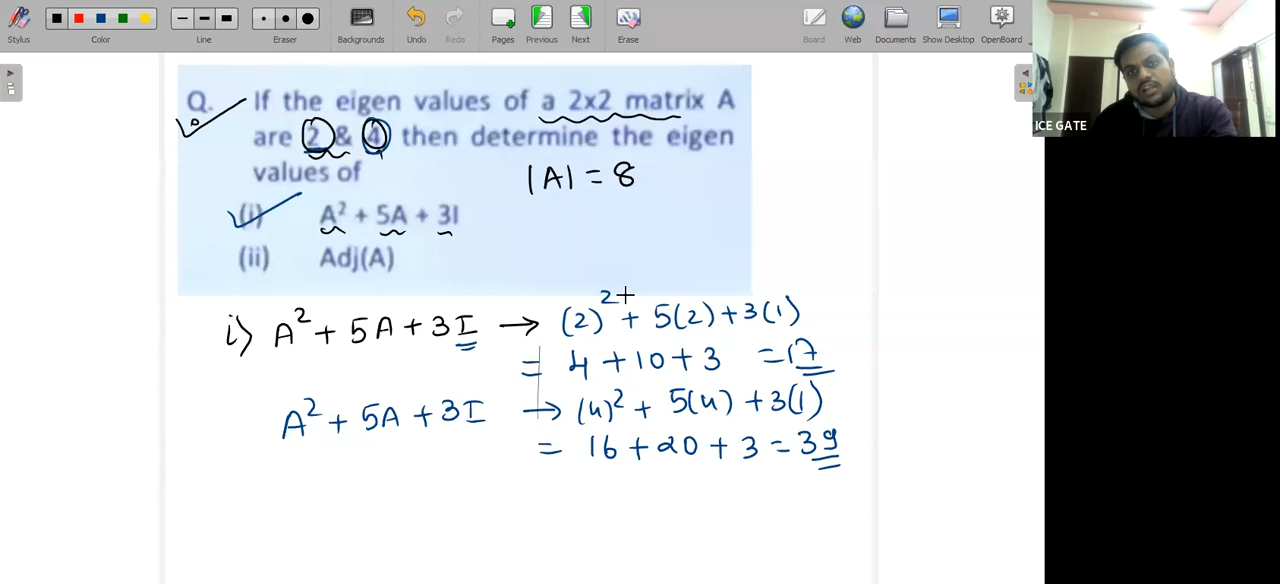 Stylus Color Line Eraser Backgrounds Undo Redo Pages Previous Next Erase Board Web Documents Show Desktop OpenBoard
ICE GATE
Q. If the eigen values of a 2x2 matrix A
are 2 & 4 then determine the eigen
values of
|A| = 8
(i) A² + 5A + 3I
(ii) Adj(A)
i) A² + 5A + 3I → (2)² + 5(2) + 3(1)
= 4 + 10 + 3 = 17
A² + 5A + 3I → (4)² + 5(4) + 3(1)
= 16 + 20 + 3 = 39